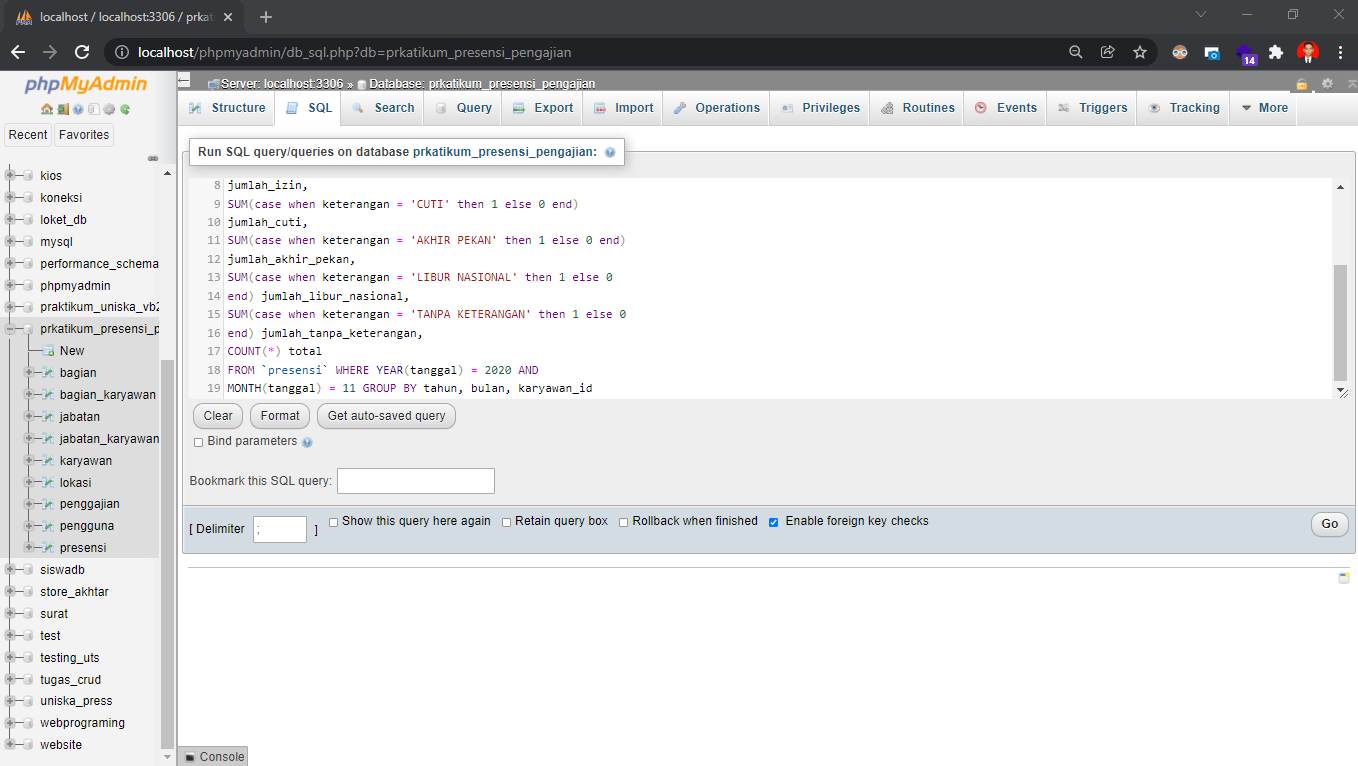 localhost / localhost:3306 / prkat
localhost/phpmyadmin/db_sql.php?db=prkatikum_presensi_pengajian
14
phpMyAdmin
Recent
Favorites
kios
koneksi
loket_db
mysql
performance_schema
phpmyadmin
praktikum_uniska_vb2
prkatikum_presensi_p
New
bagian
bagian_karyawan
jabatan
jabatan_karyawan
karyawan
lokasi
penggajian
pengguna
presensi
siswadb
store_akhtar
surat
test
testing_uts
tugas_crud
uniska_press
webprograming
website
Server: localhost:3306 » Database: prkatikum_presensi_pengajian
Structure SQL Search Query Export Import Operations Privileges Routines Events Triggers Tracking More
Run SQL query/queries on database prkatikum_presensi_pengajian:
8 jumlah_izin,
9 SUM(case when keterangan = 'CUTI' then 1 else 0 end)
10 jumlah_cuti,
11 SUM(case when keterangan = 'AKHIR PEKAN' then 1 else 0 end)
12 jumlah_akhir_pekan,
13 SUM(case when keterangan = 'LIBUR NASIONAL' then 1 else 0
14 end) jumlah_libur_nasional,
15 SUM(case when keterangan = 'TANPA KETERANGAN' then 1 else 0
16 end) jumlah_tanpa_keterangan,
17 COUNT(*) total
18 FROM `presensi` WHERE YEAR(tanggal) = 2020 AND
19 MONTH(tanggal) = 11 GROUP BY tahun, bulan, karyawan_id
Clear Format Get auto-saved query
Bind parameters
Bookmark this SQL query:
[ Delimiter ; ] Show this query here again Retain query box Rollback when finished Enable foreign key checks
Go
Console